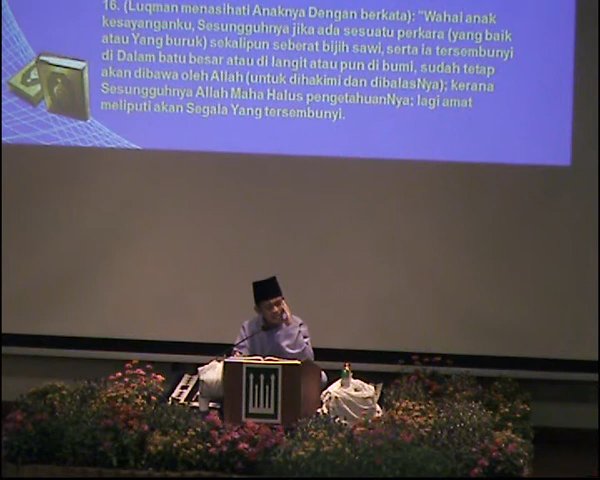 16. (Luqman menasihati Anaknya Dengan berkata): "Wahai anak
kesayanganku, Sesungguhnya jika ada sesuatu perkara (yang baik
atau Yang buruk) sekalipun seberat bijih sawi, serta ia tersembunyi
di Dalam batu besar atau di langit atau pun di bumi, sudah tetap
akan dibawa oleh Allah (untuk dihakimi dan dibalasNya); kerana
Sesungguhnya Allah Maha Halus pengetahuanNya; lagi amat
meliputi akan Segala Yang tersembunyi.